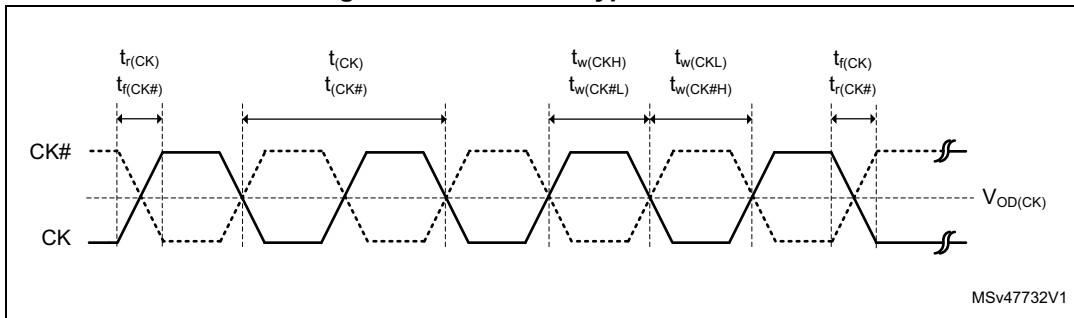 tr(CK) t(CK) tw(CKH) tw(CKL) tf(CK)
tf(CK#) t(CK#) tw(CK#L) tw(CK#H) tr(CK#)
CK#
VOD(CK)
CK
MSv47732V1